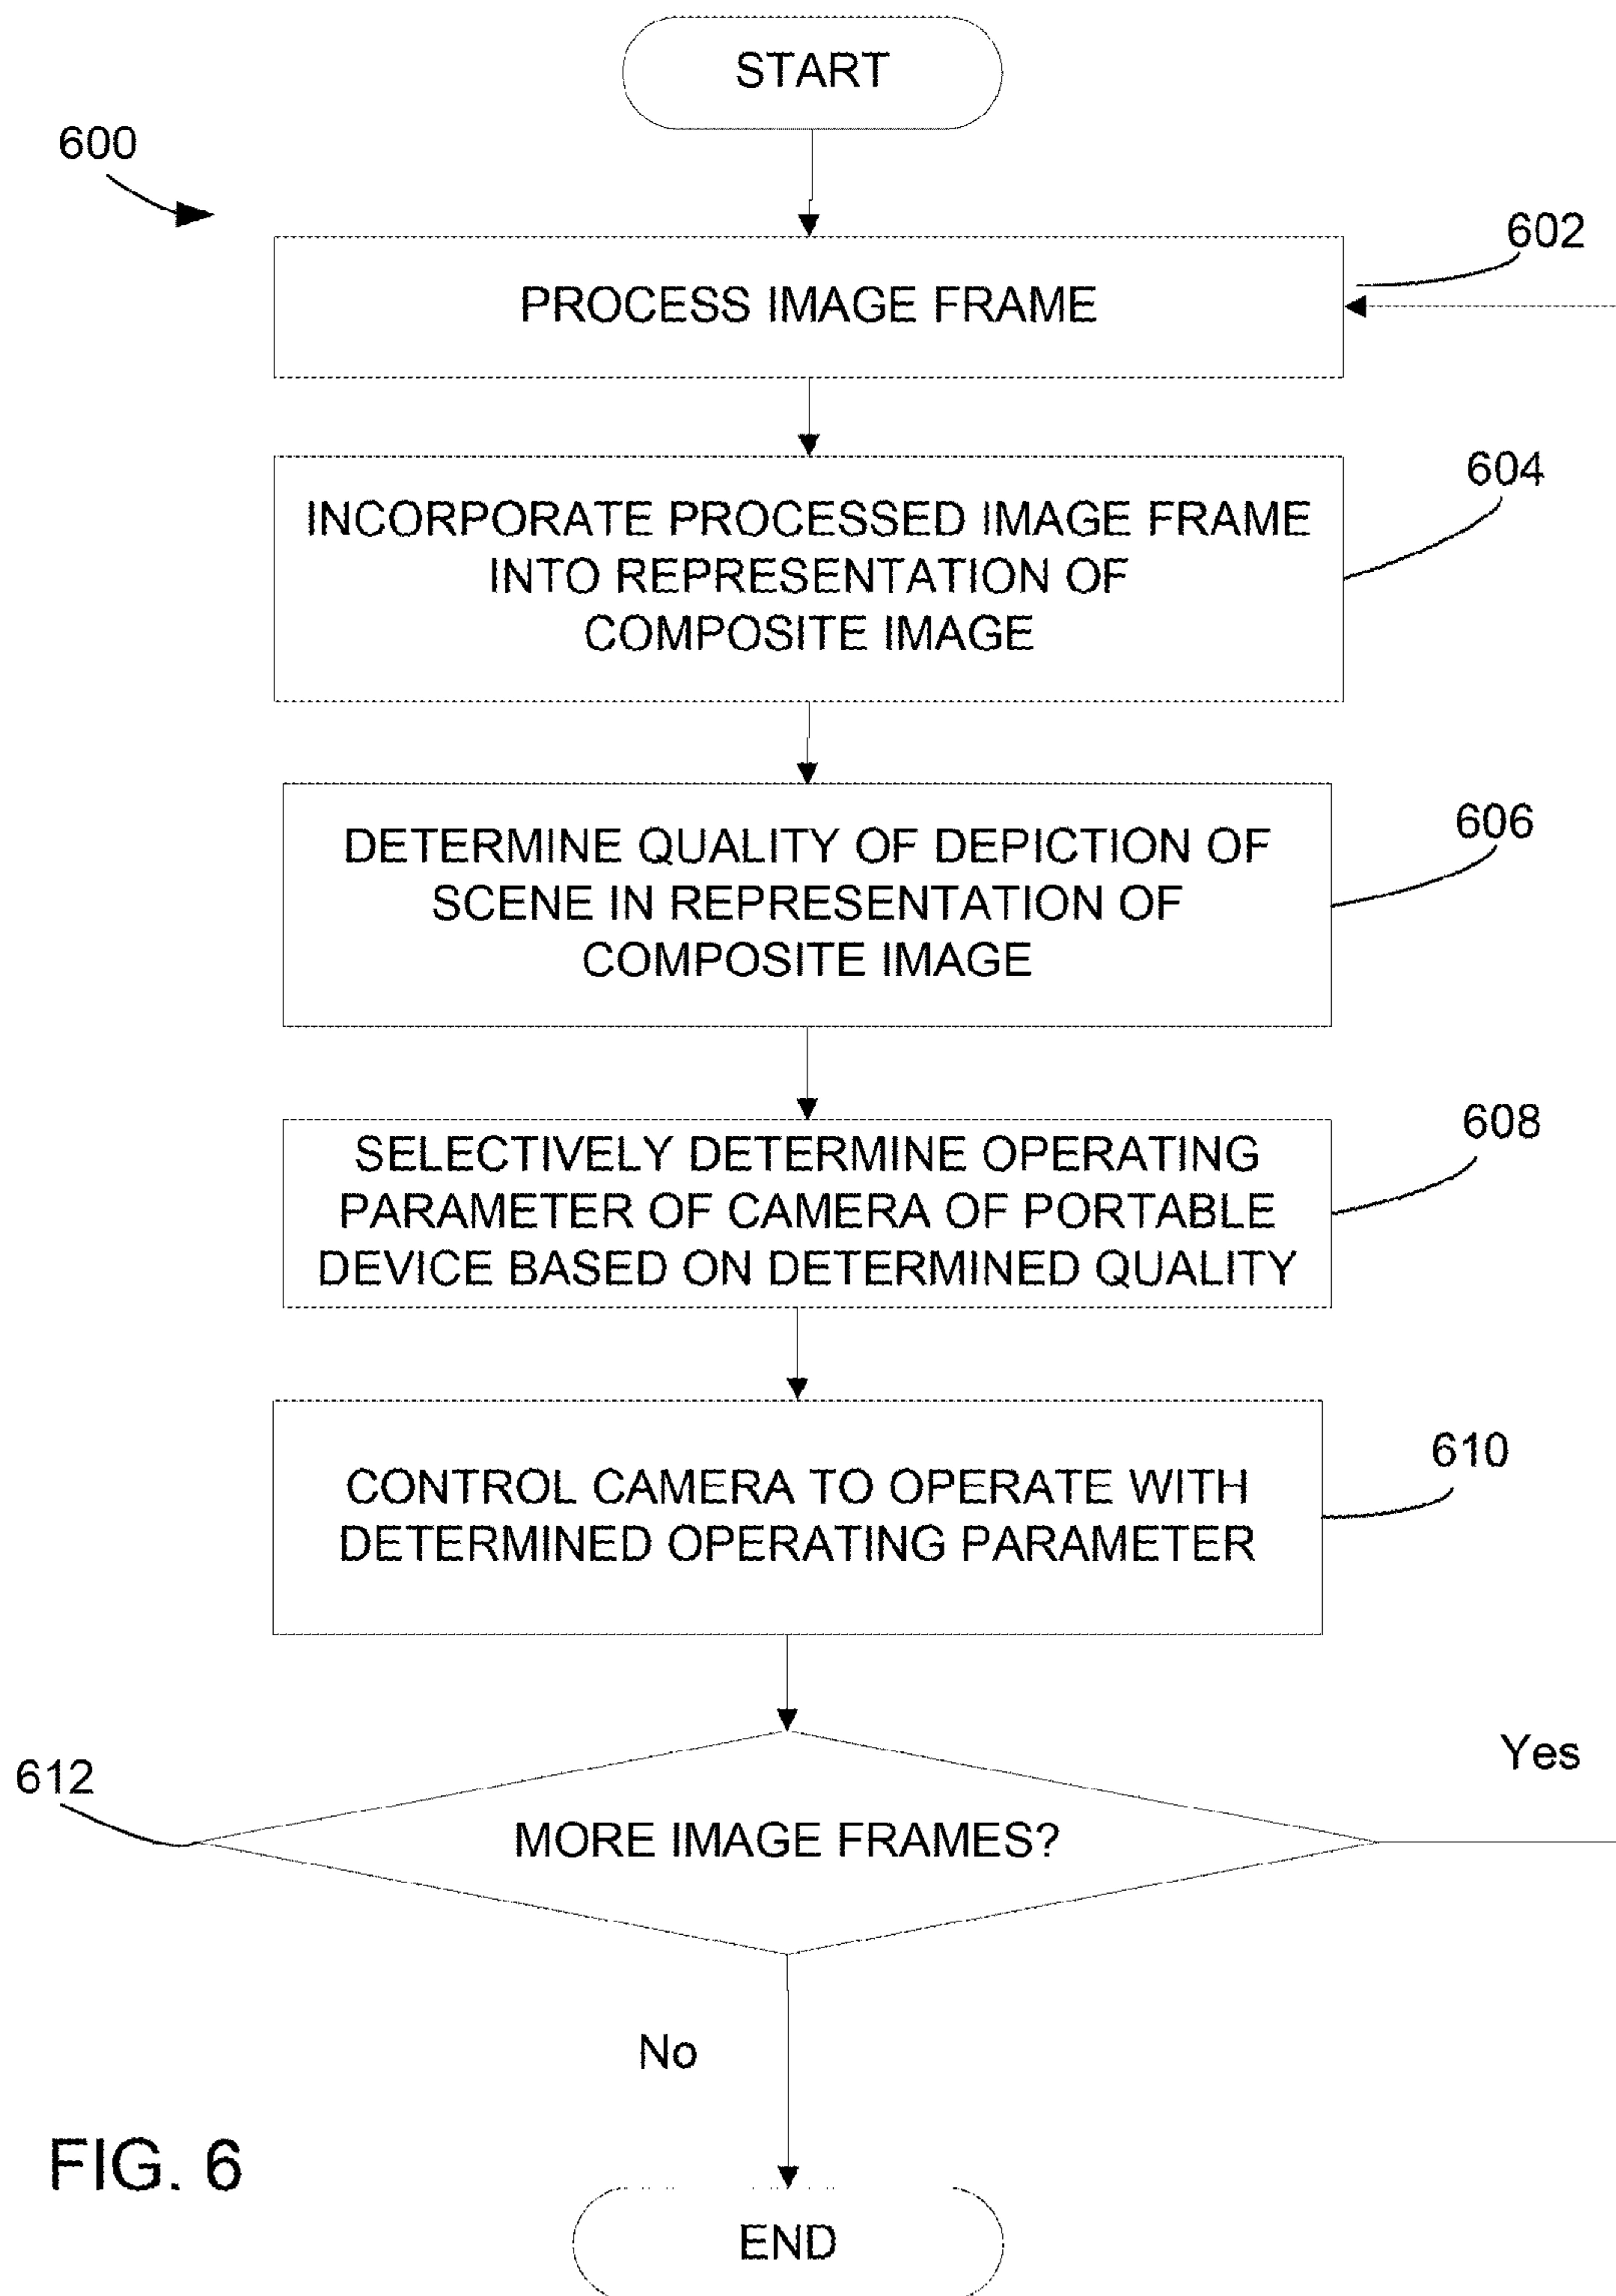 START
600
602
PROCESS IMAGE FRAME
604
INCORPORATE PROCESSED IMAGE FRAME
INTO REPRESENTATION OF
COMPOSITE IMAGE
606
DETERMINE QUALITY OF DEPICTION OF
SCENE IN REPRESENTATION OF
COMPOSITE IMAGE
608
SELECTIVELY DETERMINE OPERATING
PARAMETER OF CAMERA OF PORTABLE
DEVICE BASED ON DETERMINED QUALITY
610
CONTROL CAMERA TO OPERATE WITH
DETERMINED OPERATING PARAMETER
612
Yes
MORE IMAGE FRAMES?
No
FIG. 6
END